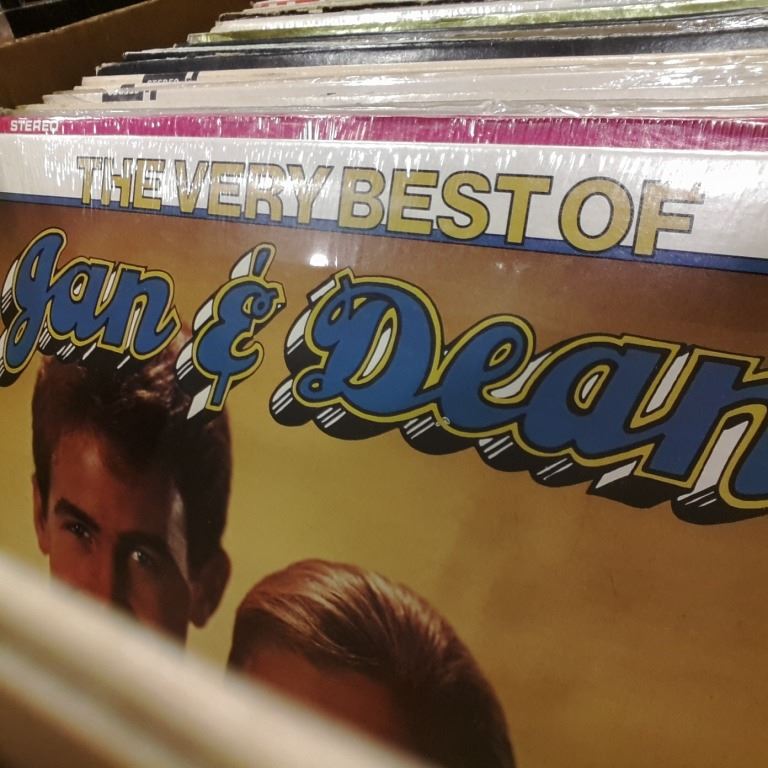 STEREO
THE VERY BEST OF
Jan & Dean